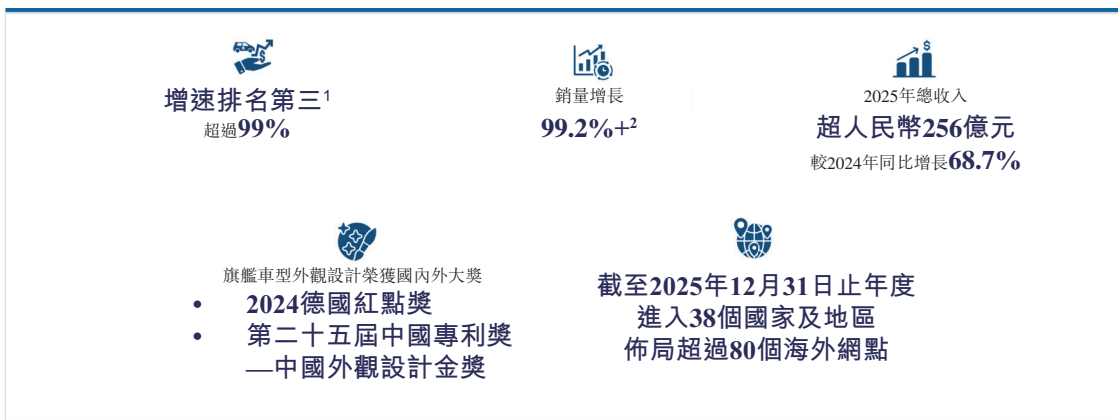 增速排名第三¹
超過99%
銷量增長
99.2%+²
2025年總收入
超人民幣256億元
較2024年同比增長68.7%
旗艦車型外觀設計榮獲國內外大獎
• 2024德國紅點獎
• 第二十五屆中國專利獎
—中國外觀設計金獎
截至2025年12月31日止年度
進入38個國家及地區
佈局超過80個海外網點